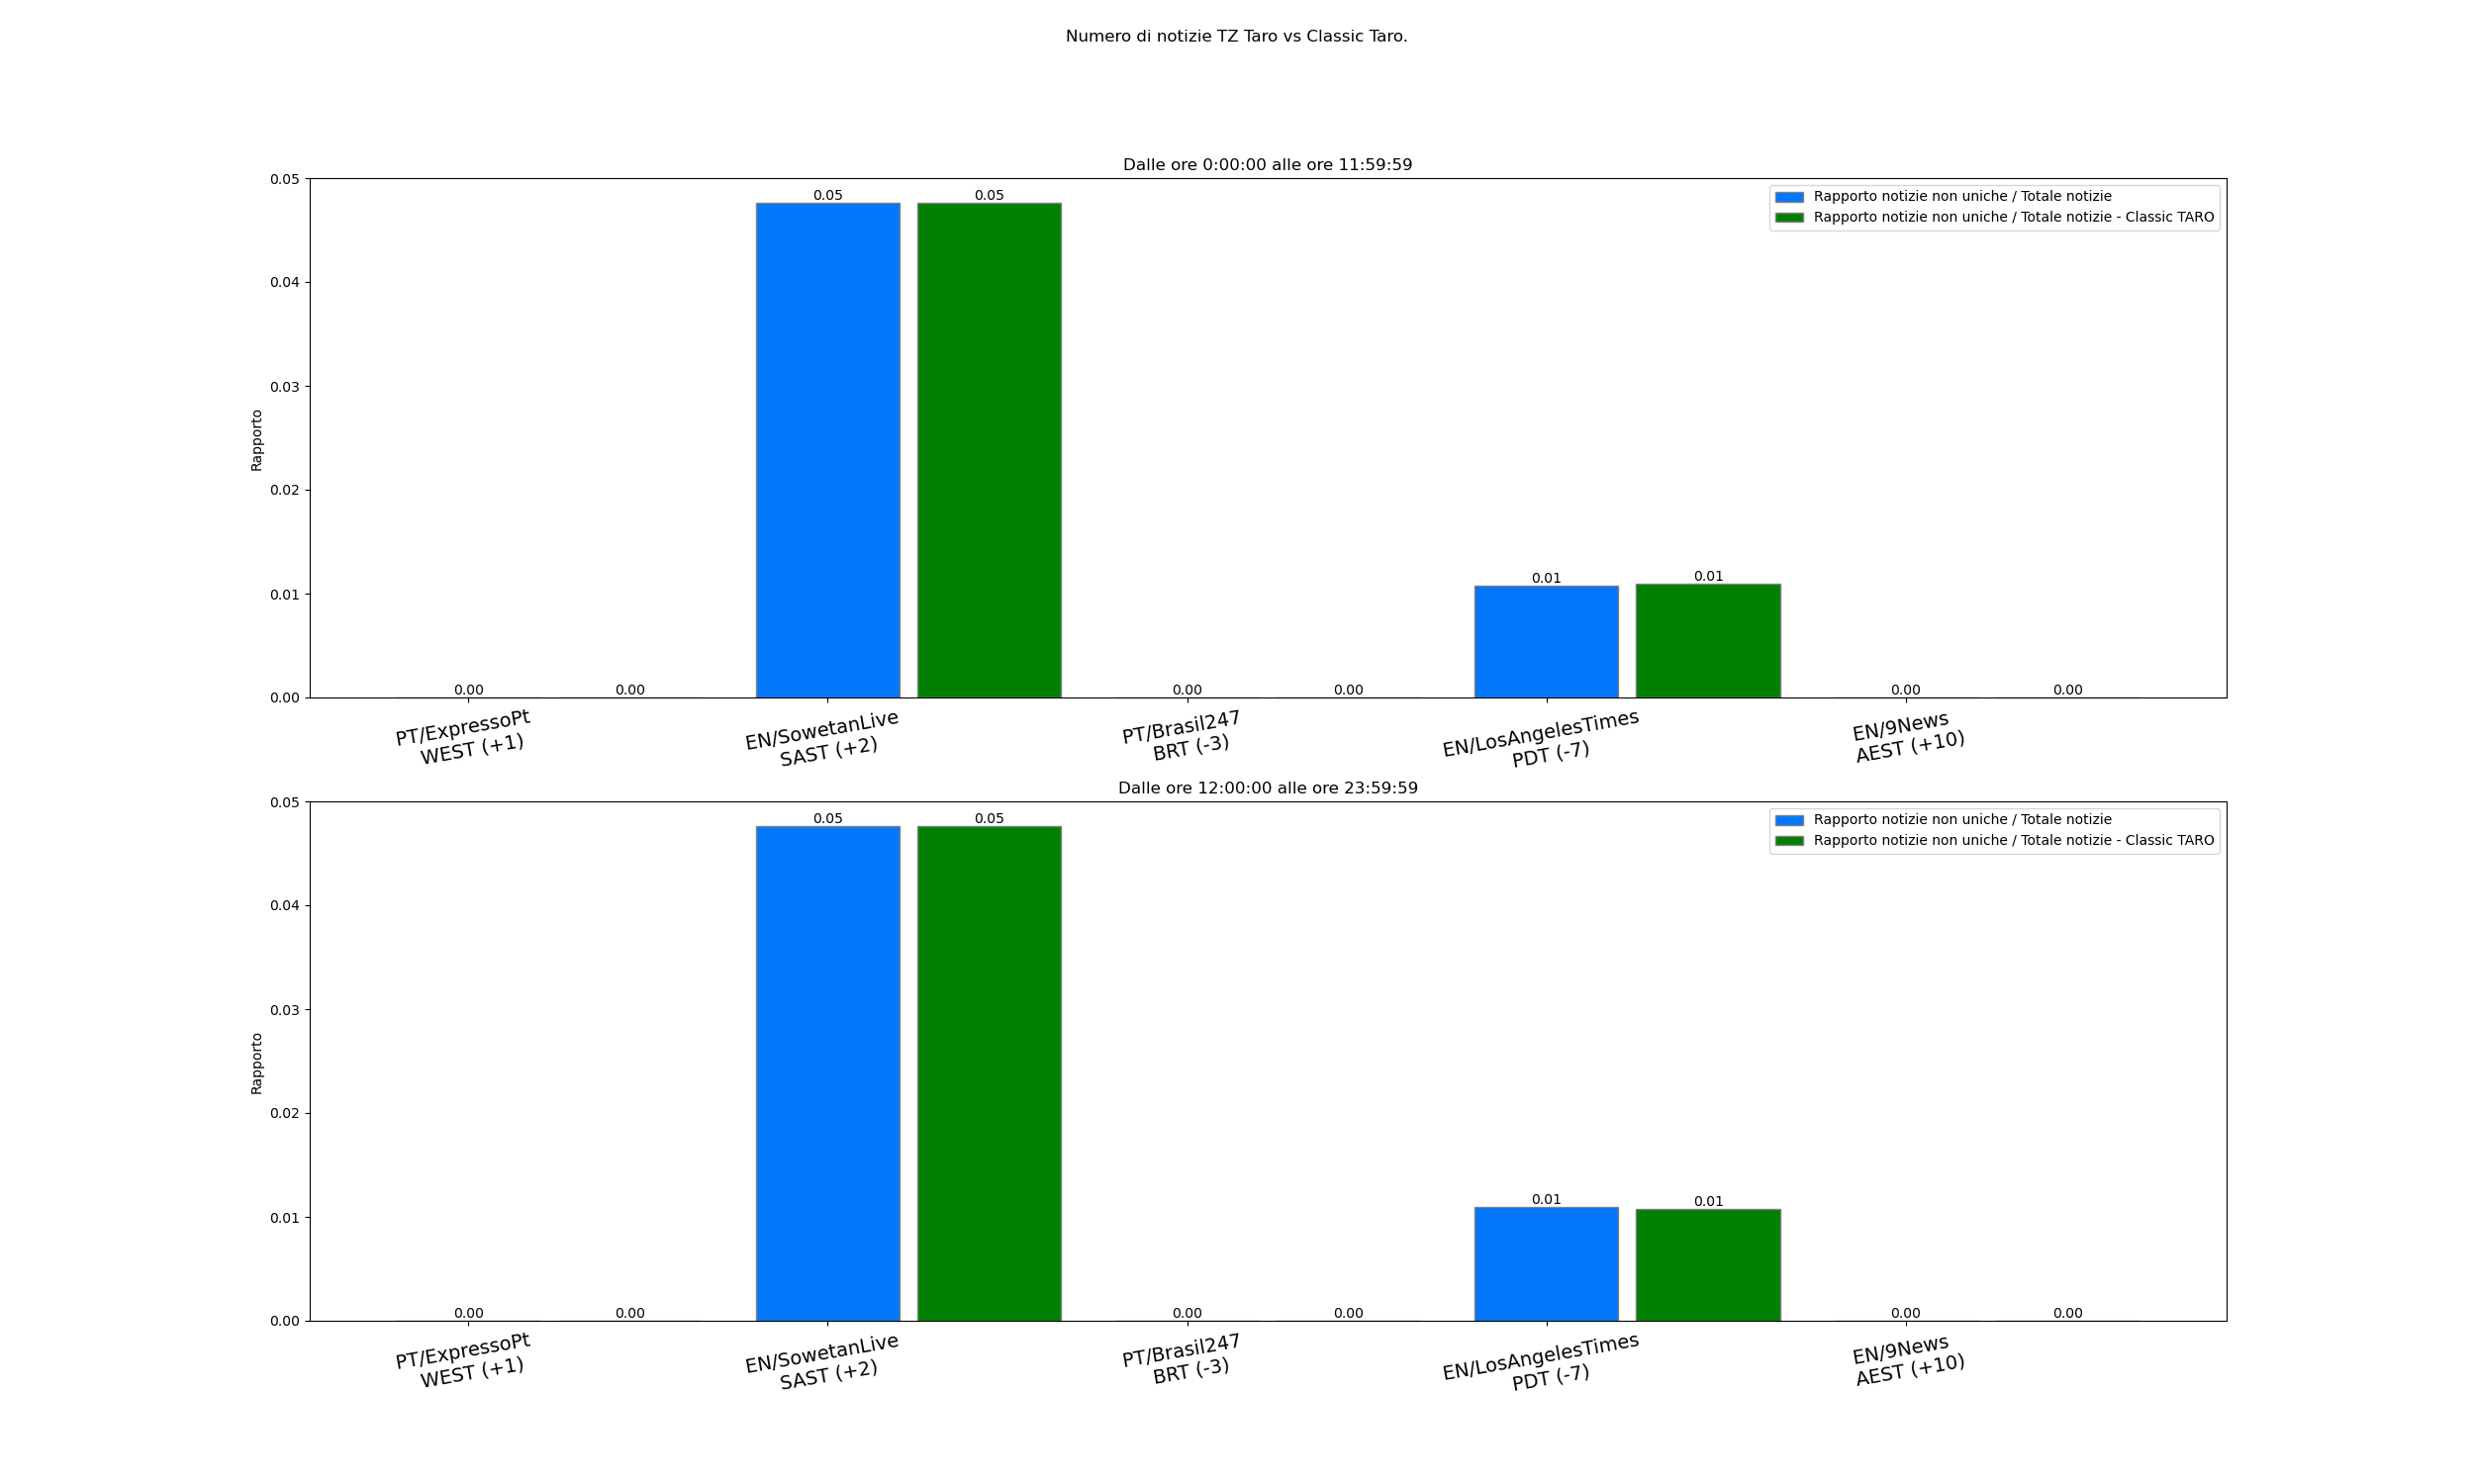 Numero di notizie TZ Taro vs Classic Taro.
Dalle ore 0:00:00 alle ore 11:59:59
Rapporto notizie non uniche / Totale notizie
Rapporto notizie non uniche / Totale notizie - Classic TARO
Rapporto
0.05
0.04
0.03
0.02
0.01
0.00
0.00
0.00
0.05
0.05
0.00
0.00
0.01
0.01
0.00
0.00
PT/ExpressoPt
WEST (+1)
EN/SowetanLive
SAST (+2)
PT/Brasil247
BRT (-3)
EN/LosAngelesTimes
PDT (-7)
EN/9News
AEST (+10)
Dalle ore 12:00:00 alle ore 23:59:59
Rapporto notizie non uniche / Totale notizie
Rapporto notizie non uniche / Totale notizie - Classic TARO
Rapporto
0.05
0.04
0.03
0.02
0.01
0.00
0.00
0.00
0.05
0.05
0.00
0.00
0.01
0.01
0.00
0.00
PT/ExpressoPt
WEST (+1)
EN/SowetanLive
SAST (+2)
PT/Brasil247
BRT (-3)
EN/LosAngelesTimes
PDT (-7)
EN/9News
AEST (+10)